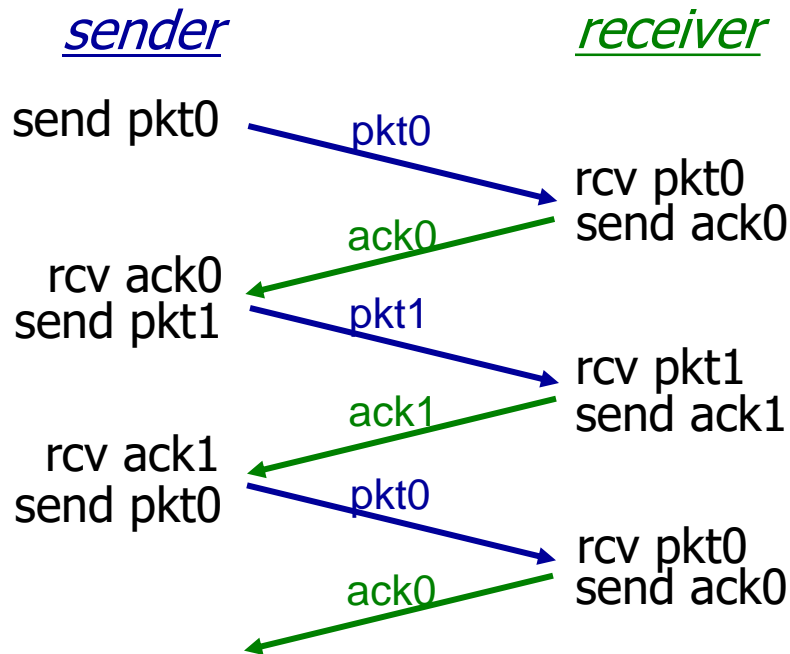 sender
receiver
send pkt0
pkt0
rcv pkt0
send ack0
ack0
rcv ack0
send pkt1
pkt1
rcv pkt1
send ack1
ack1
rcv ack1
send pkt0
pkt0
rcv pkt0
send ack0
ack0